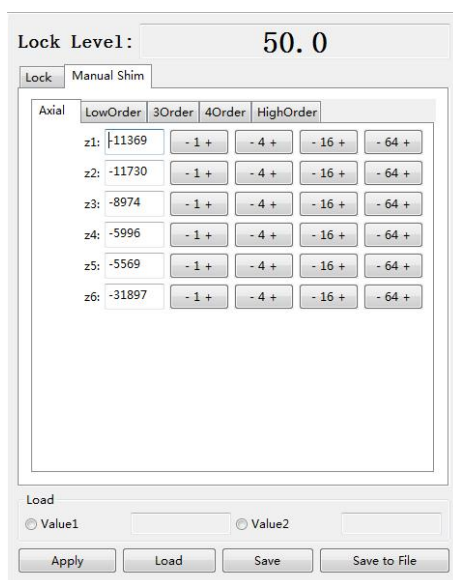 Lock Level: 50.0
Lock Manual Shim
Axial LowOrder 3Order 4Order HighOrder
z1: -11369 - 1 + - 4 + - 16 + - 64 +
z2: -11730 - 1 + - 4 + - 16 + - 64 +
z3: -8974 - 1 + - 4 + - 16 + - 64 +
z4: -5996 - 1 + - 4 + - 16 + - 64 +
z5: -5569 - 1 + - 4 + - 16 + - 64 +
z6: -31897 - 1 + - 4 + - 16 + - 64 +
Load
Value1 Value2
Apply Load Save Save to File